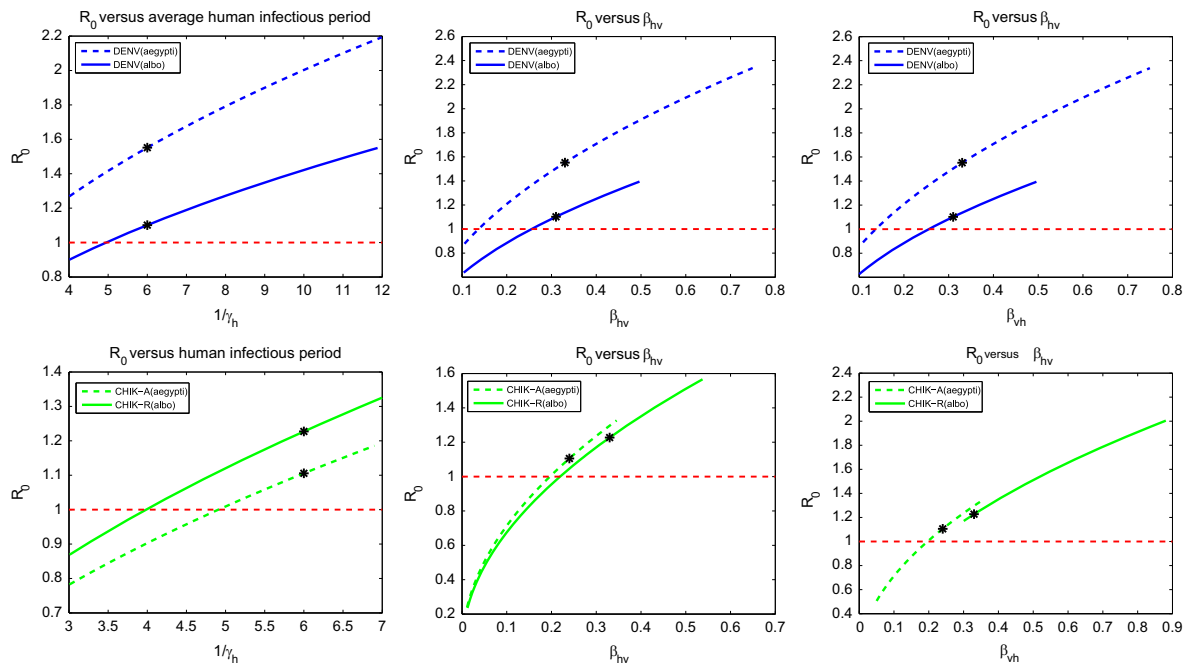 R0 versus average human infectious period
DENV(aegypti)
DENV(albo)
2.2
2
1.8
1.6
1.4
1.2
1
0.8
R0
4 5 6 7 8 9 10 11 12
1/γh
R0 versus βhv
DENV(aegypti)
DENV(albo)
2.6
2.4
2.2
2
1.8
1.6
1.4
1.2
1
0.8
R0
0.1 0.2 0.3 0.4 0.5 0.6 0.7 0.8
βhv
R0 versus βhv
DENV(aegypti)
DENV(albo)
2.6
2.4
2.2
2
1.8
1.6
1.4
1.2
1
0.8
R0
0.1 0.2 0.3 0.4 0.5 0.6 0.7 0.8
βvh
R0 versus human infectious period
CHIK−A(aegypti)
CHIK−R(albo)
1.4
1.3
1.2
1.1
1
0.9
0.8
0.7
R0
3 3.5 4 4.5 5 5.5 6 6.5 7
1/γh
R0 versus βhv
CHIK−A(aegypti)
CHIK−R(albo)
1.6
1.4
1.2
1
0.8
0.6
0.4
0.2
R0
0 0.1 0.2 0.3 0.4 0.5 0.6 0.7
βhv
R0 versus βhv
CHIK−A(aegypti)
CHIK−R(albo)
2.4
2.2
2
1.8
1.6
1.4
1.2
1
0.8
0.6
0.4
R0
0 0.1 0.2 0.3 0.4 0.5 0.6 0.7 0.8 0.9
βvh